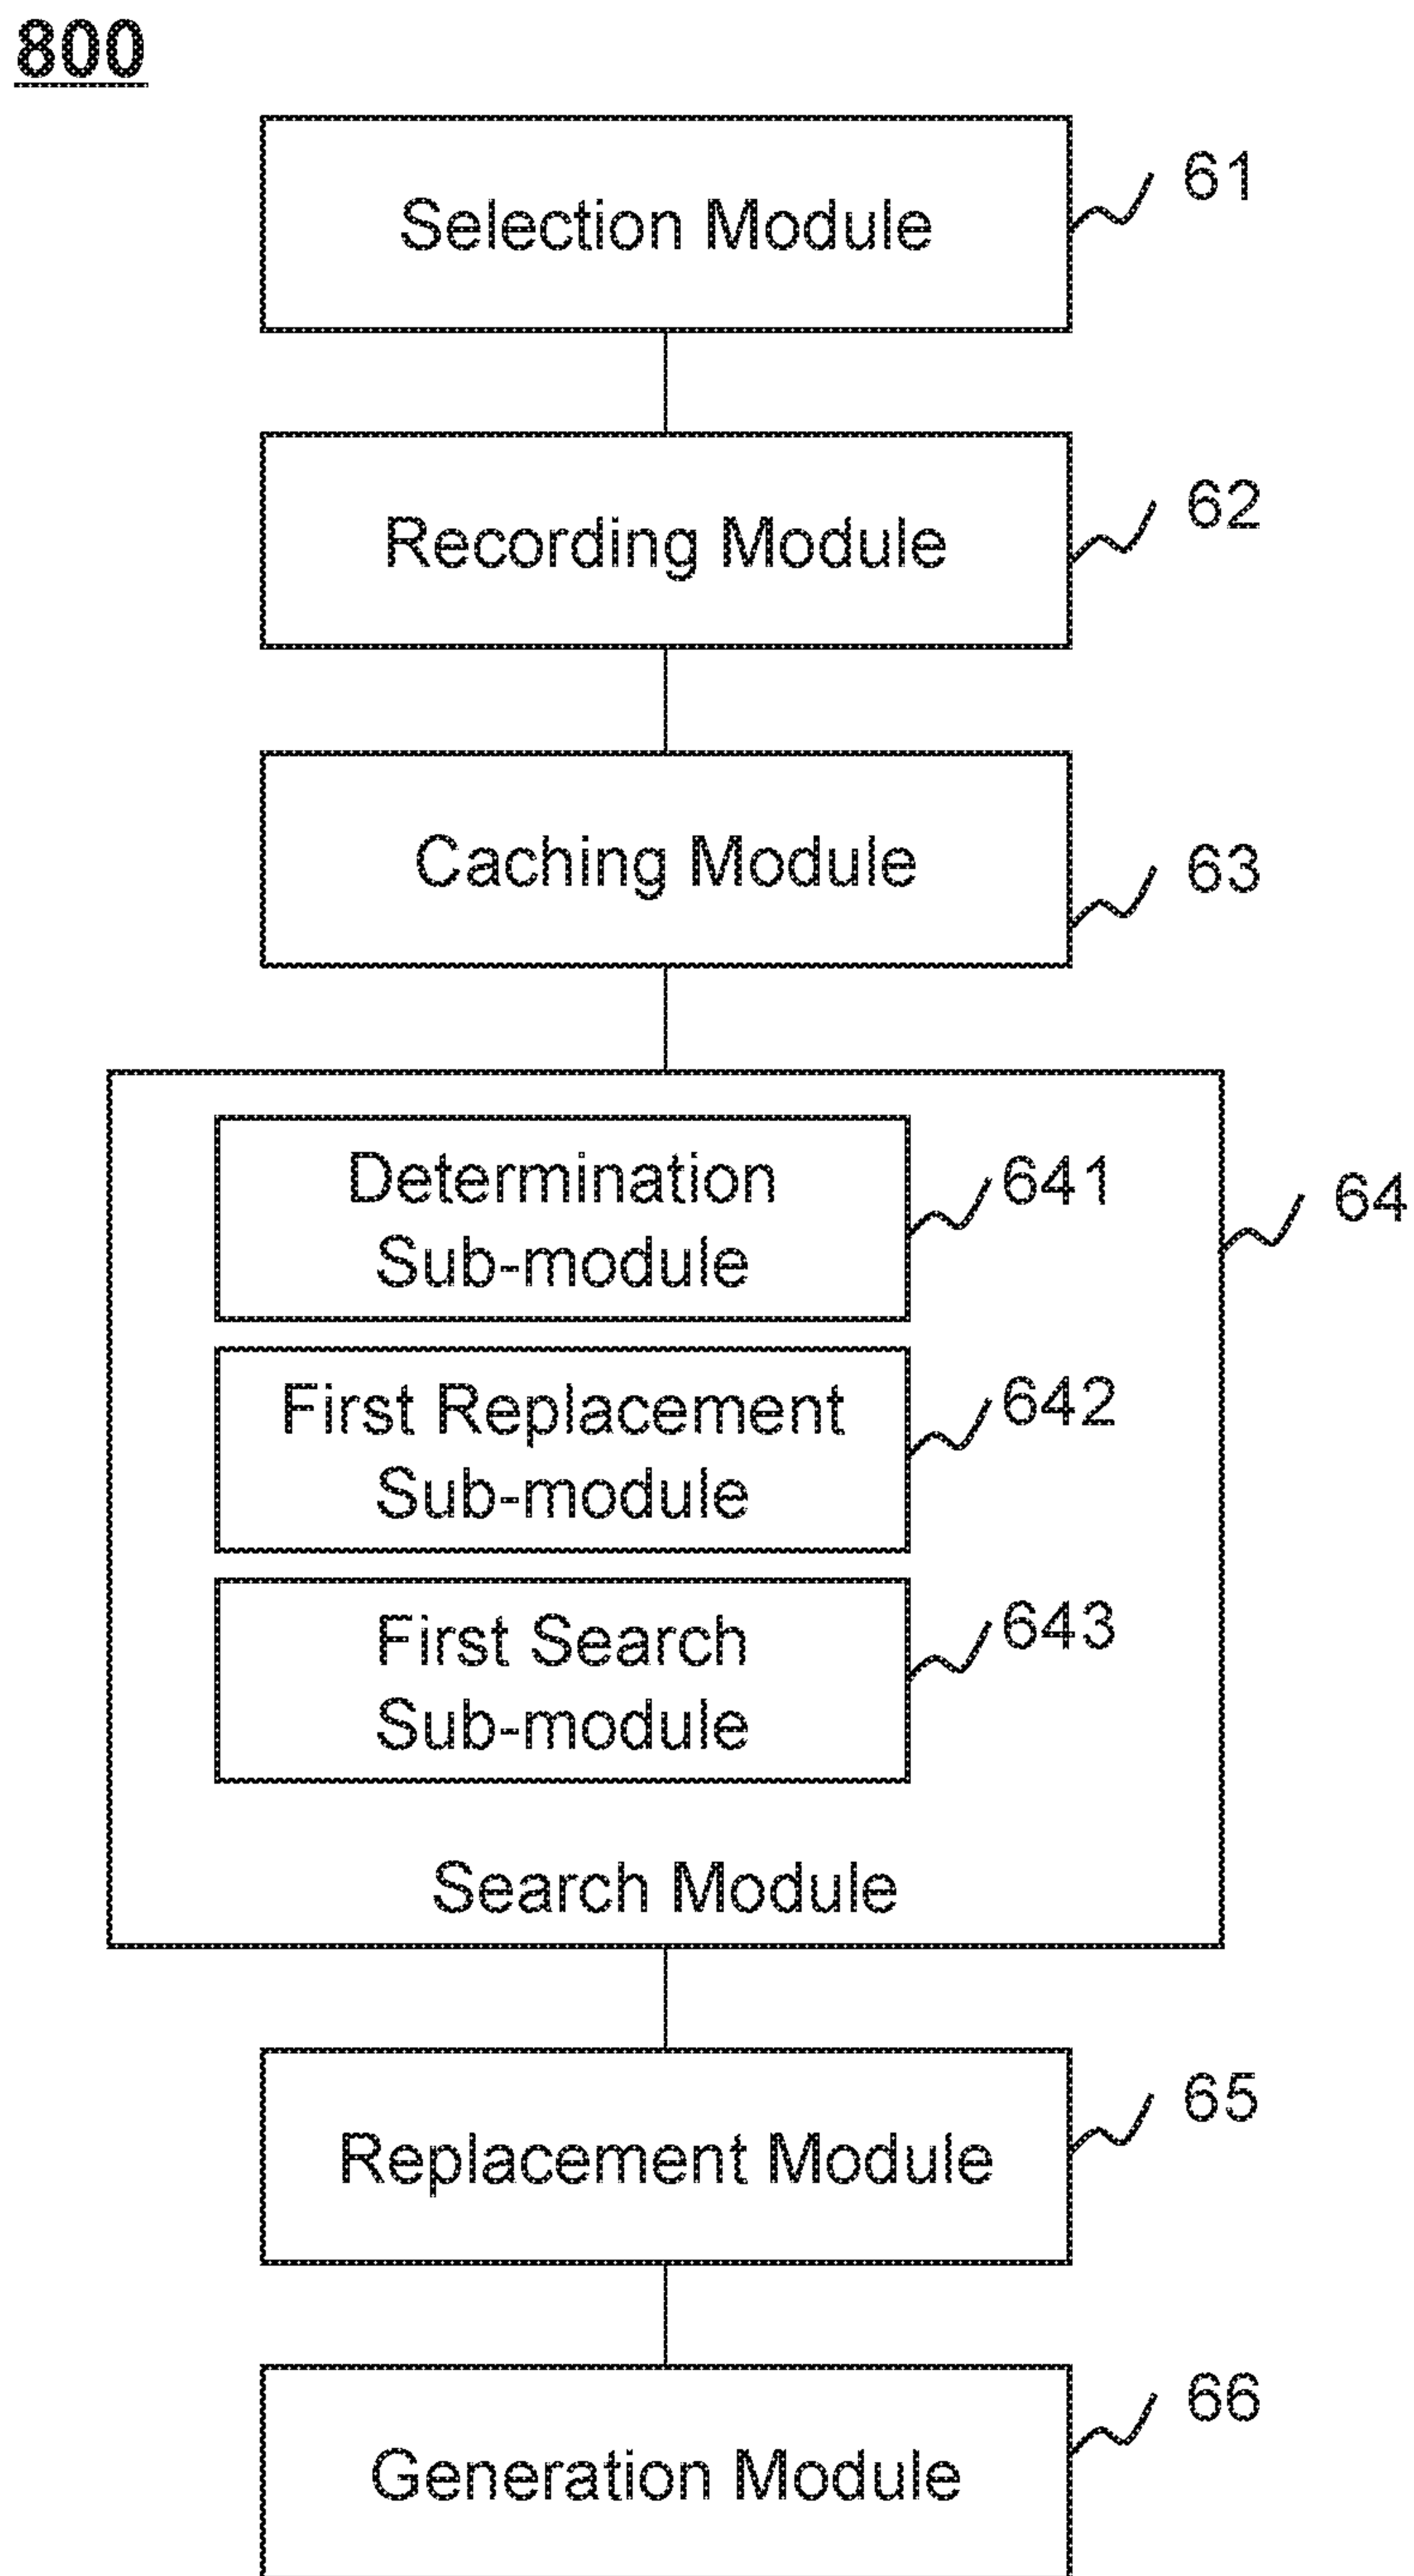 800
Selection Module
61
Recording Module
62
Caching Module
63
Determination
Sub-module
641
64
First Replacement
Sub-module
642
First Search
Sub-module
643
Search Module
Replacement Module
65
Generation Module
66